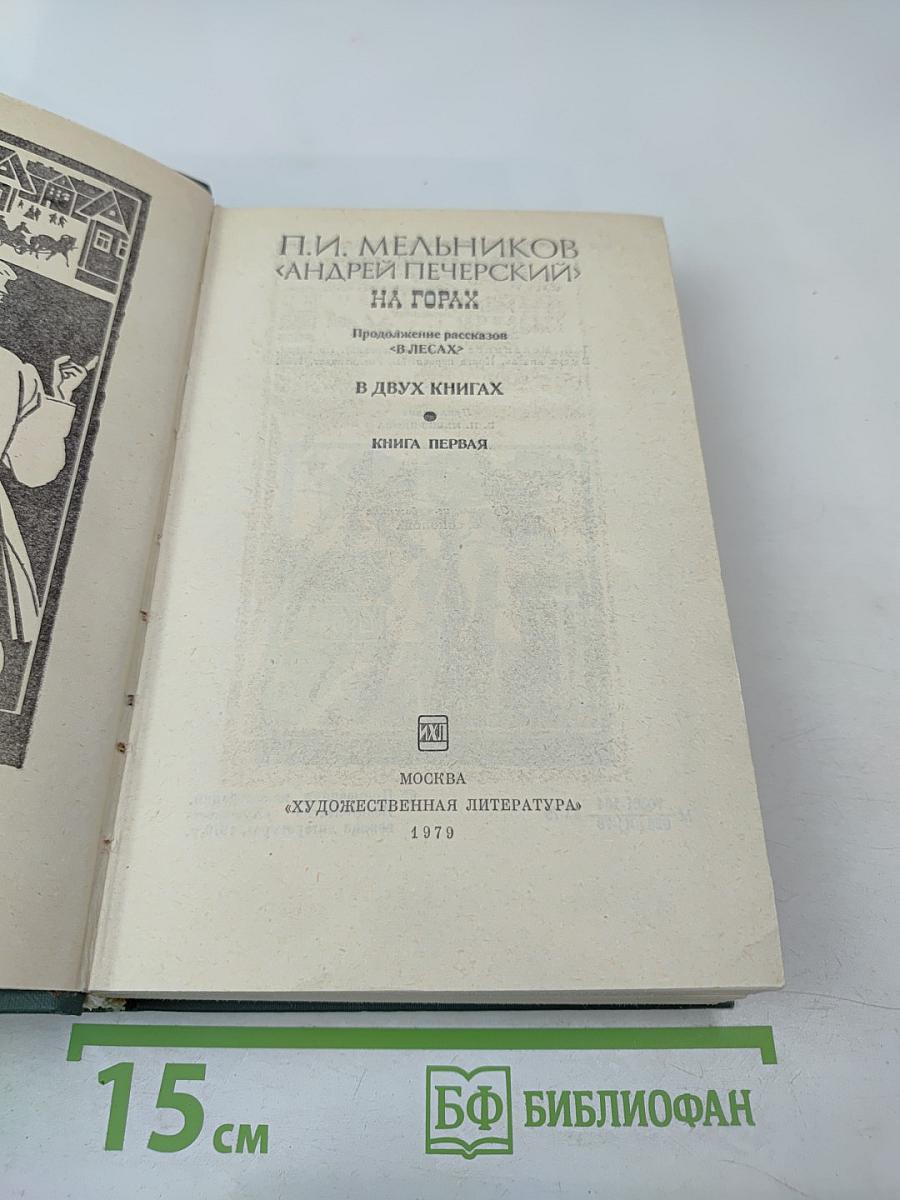 П.И. МЕЛЬНИКОВ
‹АНДРЕЙ ПЕЧЕРСКИЙ›
НА ГОРАХ
Продолжение рассказов
‹В ЛЕСАХ›
В ДВУХ КНИГАХ
КНИГА ПЕРВАЯ
ИХЛ
МОСКВА
«ХУДОЖЕСТВЕННАЯ ЛИТЕРАТУРА»
1979
15 см
БФ БИБЛИОФАН